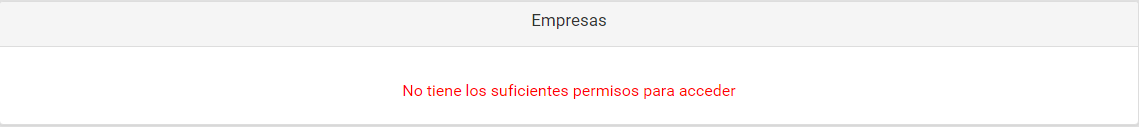 Empresas
No tiene los suficientes permisos para acceder